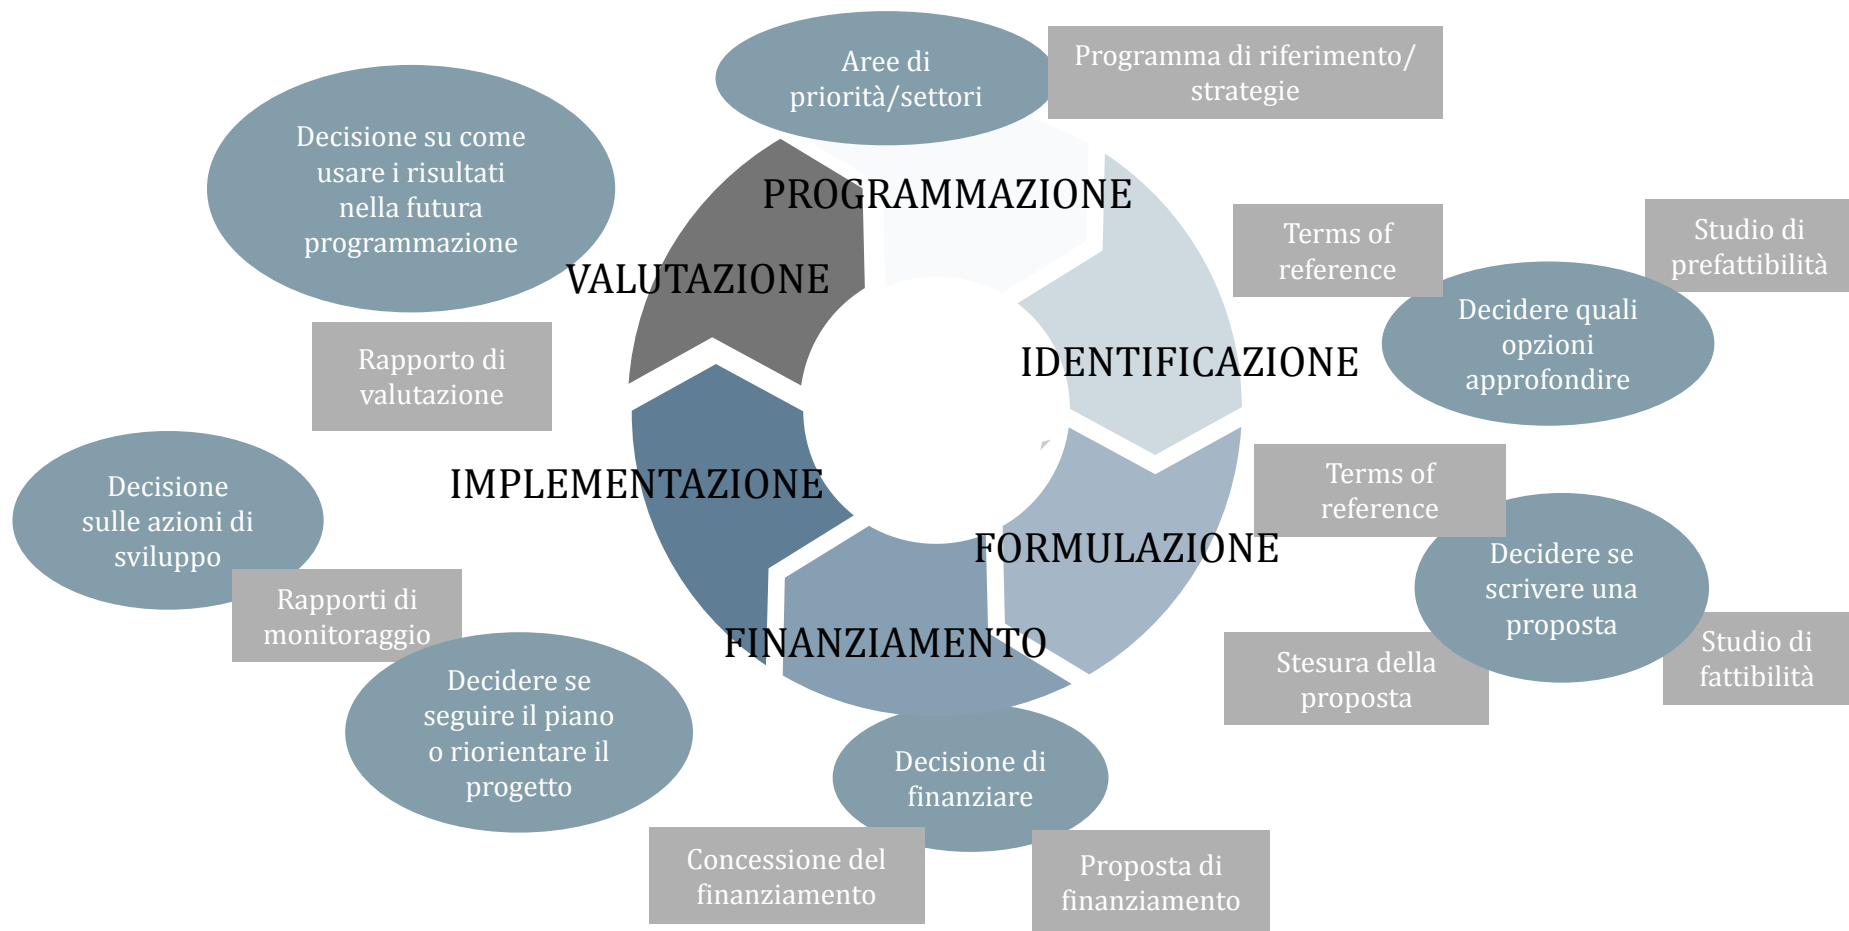 Aree di
priorità/settori
Programma di riferimento/
strategie
Decisione su come
usare i risultati
nella futura
programmazione
PROGRAMMAZIONE
Terms of
reference
Studio di
prefattibilità
VALUTAZIONE
Decidere quali
opzioni
approfondire
Rapporto di
valutazione
IDENTIFICAZIONE
Decisione
sulle azioni di
sviluppo
IMPLEMENTAZIONE
Terms of
reference
FORMULAZIONE
Decidere se
scrivere una
proposta
Rapporti di
monitoraggio
FINANZIAMENTO
Stesura della
proposta
Studio di
fattibilità
Decidere se
seguire il piano
o riorientare il
progetto
Decisione di
finanziare
Concessione del
finanziamento
Proposta di
finanziamento